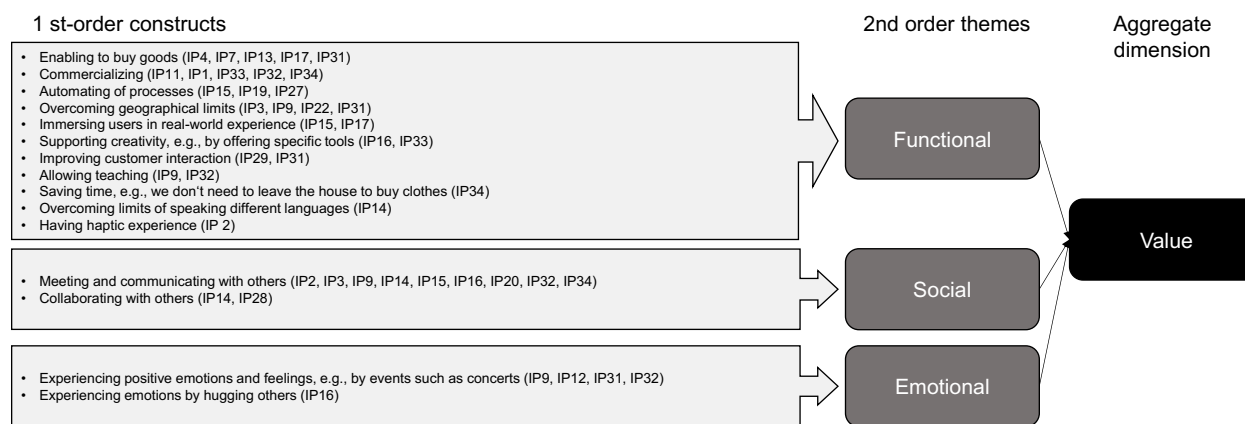 1 st-order constructs
2nd order themes
Aggregate
dimension
• Enabling to buy goods (IP4, IP7, IP13, IP17, IP31)
• Commercializing (IP11, IP1, IP33, IP32, IP34)
• Automating of processes (IP15, IP19, IP27)
• Overcoming geographical limits (IP3, IP9, IP22, IP31)
• Immersing users in real-world experience (IP15, IP17)
• Supporting creativity, e.g., by offering specific tools (IP16, IP33)
• Improving customer interaction (IP29, IP31)
• Allowing teaching (IP9, IP32)
• Saving time, e.g., we don‘t need to leave the house to buy clothes (IP34)
• Overcoming limits of speaking different languages (IP14)
• Having haptic experience (IP 2)
Functional
Value
• Meeting and communicating with others (IP2, IP3, IP9, IP14, IP15, IP16, IP20, IP32, IP34)
• Collaborating with others (IP14, IP28)
Social
• Experiencing positive emotions and feelings, e.g., by events such as concerts (IP9, IP12, IP31, IP32)
• Experiencing emotions by hugging others (IP16)
Emotional